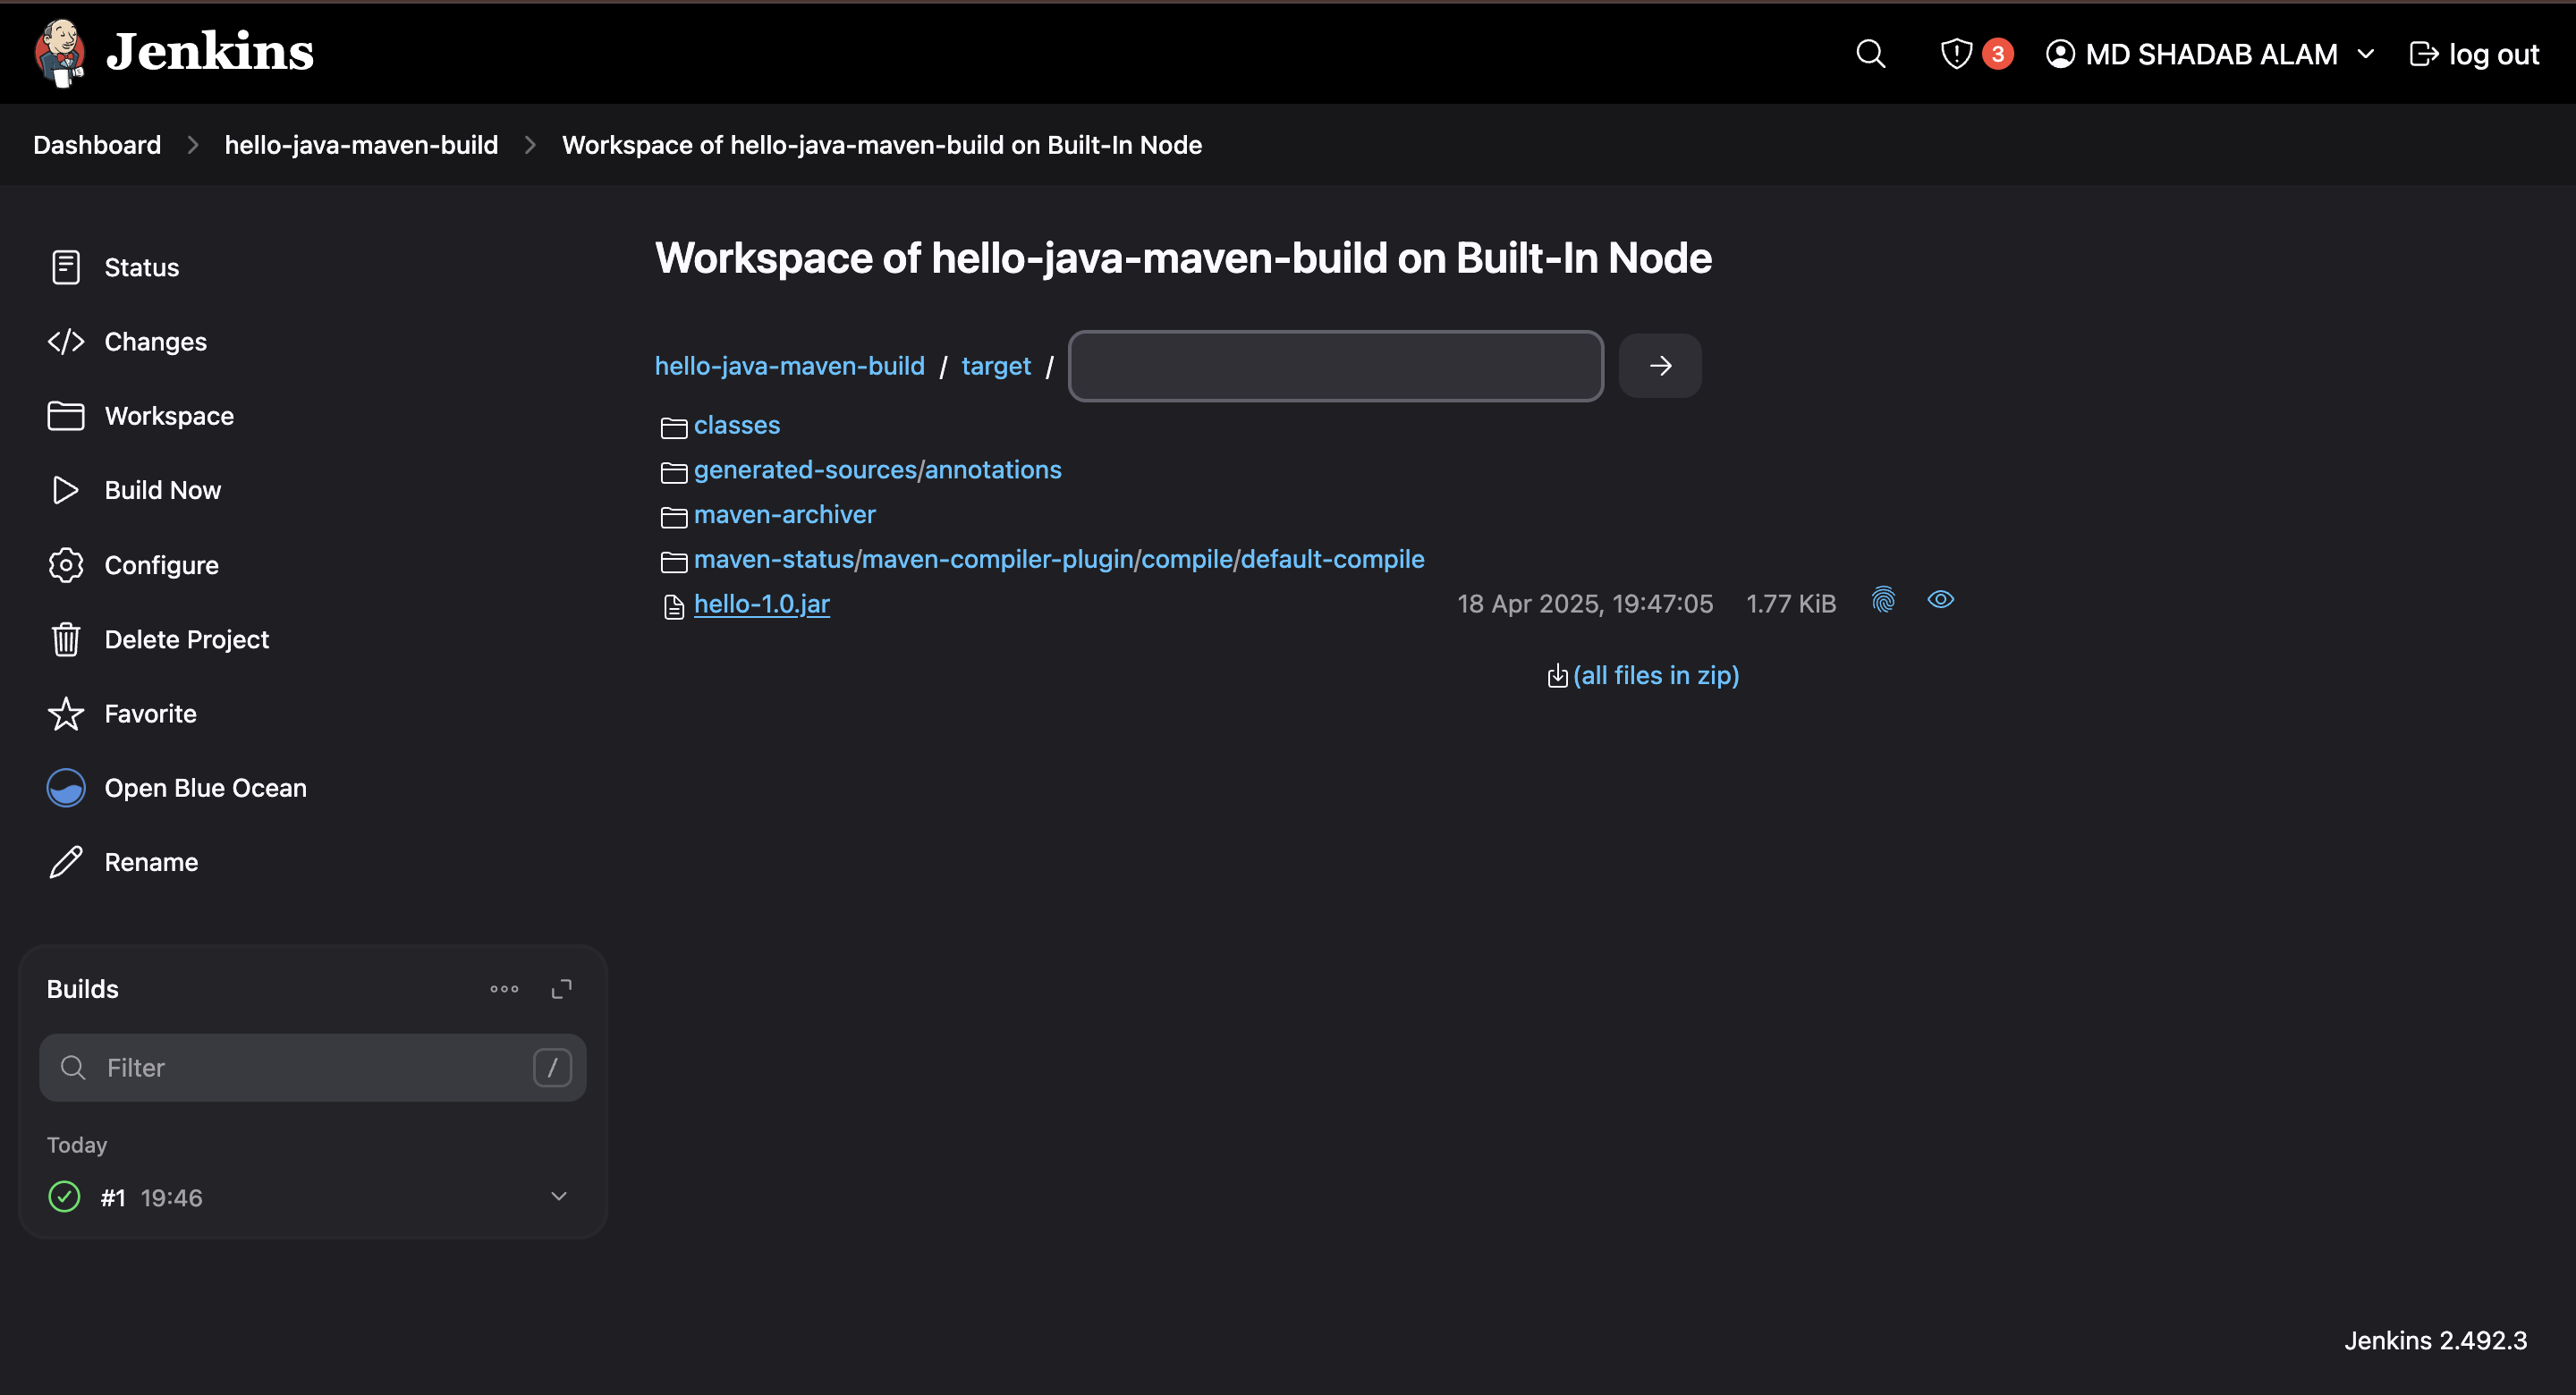 Jenkins
3
MD SHADAB ALAM
log out
Dashboard
hello-java-maven-build
Workspace of hello-java-maven-build on Built-In Node
Status
Changes
Workspace
Build Now
Configure
Delete Project
Favorite
Open Blue Ocean
Rename
Workspace of hello-java-maven-build on Built-In Node
hello-java-maven-build / target /
classes
generated-sources/annotations
maven-archiver
maven-status/maven-compiler-plugin/compile/default-compile
hello-1.0.jar 18 Apr 2025, 19:47:05 1.77 KiB
(all files in zip)
Builds
Filter /
Today
#1 19:46
Jenkins 2.492.3